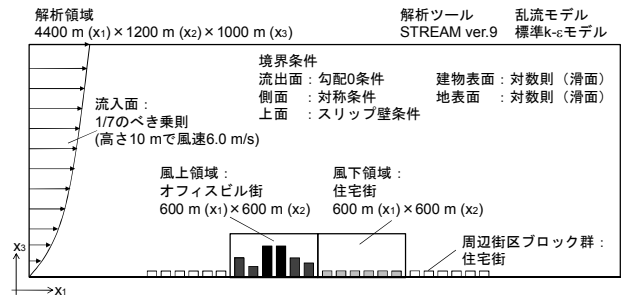 解析領域
4400 m (x1)×1200 m (x2)×1000 m (x3)
解析ツール 乱流モデル
STREAM ver.9 標準k-εモデル
境界条件
流出面：勾配0条件 建物表面：対数則（滑面）
側面 ：対称条件 地表面 ：対数則（滑面）
上面 ：スリップ壁条件
流入面：
1/7のべき乗則
(高さ10 mで風速6.0 m/s)
風上領域：
オフィスビル街
600 m (x1)×600 m (x2)
風下領域：
住宅街
600 m (x1)×600 m (x2)
周辺街区ブロック群：
住宅街
x3
x1